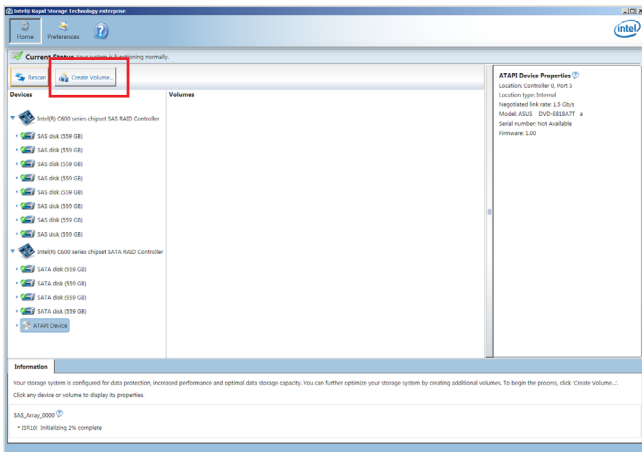 Intel® Rapid Storage Technology enterprise
Home
Preferences
intel
Current Status Your system is functioning normally.
Rescan
Create Volume...
Devices
Volumes
Intel(R) C600 series chipset SAS RAID Controller
SAS disk (559 GB)
SAS disk (559 GB)
SAS disk (559 GB)
SAS disk (559 GB)
SAS disk (559 GB)
SAS disk (559 GB)
SAS disk (559 GB)
SAS disk (559 GB)
Intel(R) C600 series chipset SATA RAID Controller
SATA disk (559 GB)
SATA disk (559 GB)
SATA disk (559 GB)
SATA disk (559 GB)
ATAPI Device
ATAPI Device Properties
Location: Controller 0, Port 5
Location type: Internal
Negotiated link rate: 1.5 Gb/s
Model: ASUS DVD-E818A7T a
Serial number: Not Available
Firmware: 1.00
Information
Your storage system is configured for data protection, increased performance and optimal data storage capacity. You can further optimize your storage system by creating additional volumes. To begin the process, click 'Create Volume...'.
Click any device or volume to display its properties.
SAS_Array_0000
• ISR10: Initializing 2% complete